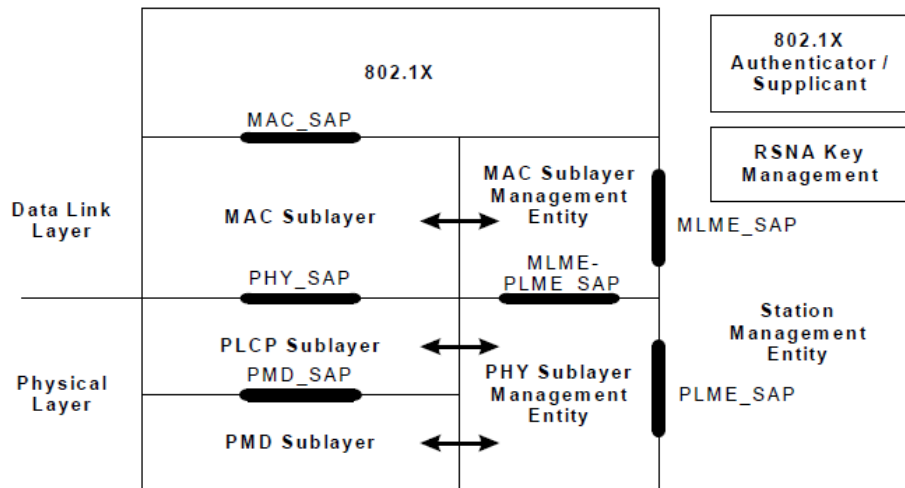 802.1X
802.1X
Authenticator /
Supplicant
MAC_SAP
RSNA Key
Management
Data Link
Layer
MAC Sublayer
MAC Sublayer
Management
Entity
MLME_SAP
PHY_SAP
MLME-
PLME_SAP
Station
Management
Entity
Physical
Layer
PLCP Sublayer
PMD_SAP
PHY Sublayer
Management
Entity
PLME_SAP
PMD Sublayer